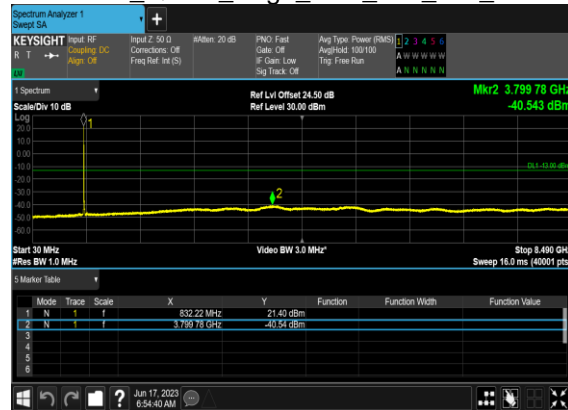 Spectrum Analyzer 1
Swept SA
KEYSIGHT Input: RF Input Z: 50 Ω #Atten: 20 dB PNO: Fast Avg Type: Power (RMS) 1 2 3 4 5 6
R T Coupling: DC Corrections: Off Gate: Off Avg|Hold: 100/100 A W W W W W
Align: Off Freq Ref: Int (S) IF Gain: Low Trig: Free Run
Sig Track: Off A N N N N N
1 Spectrum Ref Lvl Offset 24.50 dB Mkr2 3.799 78 GHz
Scale/Div 10 dB Ref Level 30.00 dBm -40.543 dBm
Log
1
20.0
10.0
0.00
-10.0 DL1 -13.00 dBm
-20.0
-30.0
2
-40.0
-50.0
-60.0
Start 30 MHz Video BW 3.0 MHz* Stop 8.490 GHz
#Res BW 1.0 MHz Sweep 16.0 ms (40001 pts)
5 Marker Table
Mode Trace Scale X Y Function Function Width Function Value
1 N 1 f 832.22 MHz 21.40 dBm
2 N 1 f 3.799 78 GHz -40.54 dBm
3
4
5
6
? Jun 17, 2023
6:54:40 AM